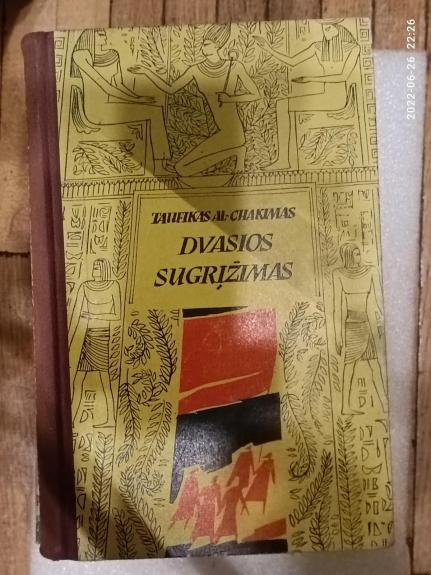 TAUFIKAS AL-CHAKIMAS
DVASIOS
SUGRĮŽIMAS
2022-06-26 22:26